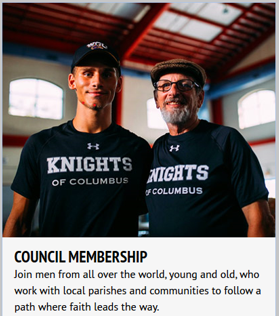 KNIGHTS
OF COLUMBUS
KNIGHTS
OF COLUMBUS
COUNCIL MEMBERSHIP
Join men from all over the world, young and old, who
work with local parishes and communities to follow a
path where faith leads the way.